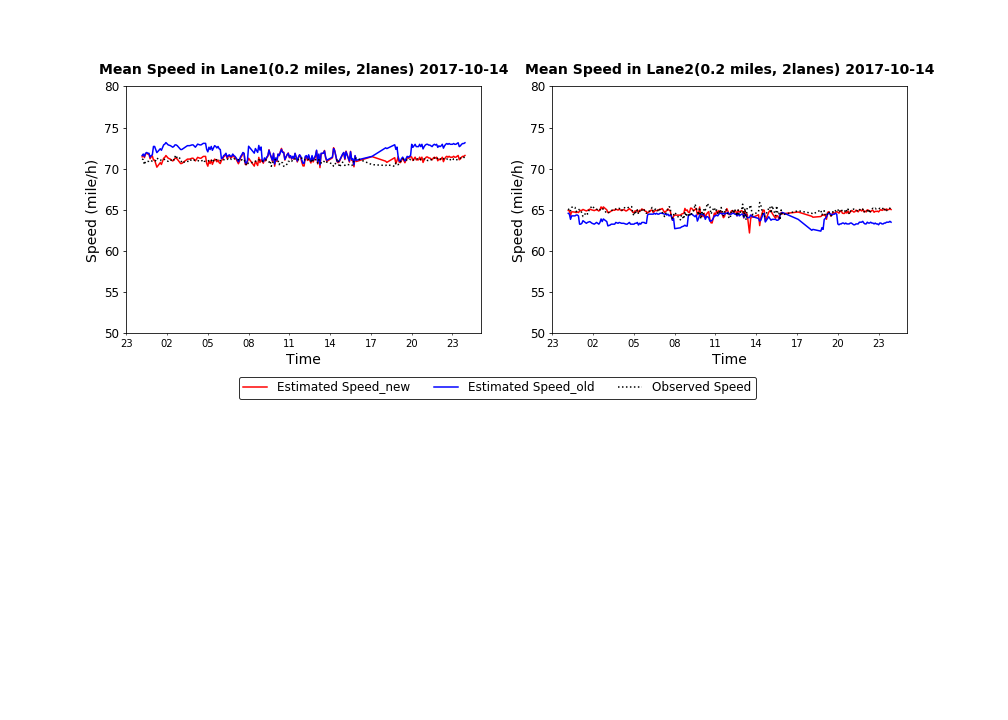 Mean Speed in Lane1(0.2 miles, 2lanes) 2017-10-14
80
75
70
65
60
55
50
Speed (mile/h)
23 02 05 08 11 14 17 20 23
Time
Mean Speed in Lane2(0.2 miles, 2lanes) 2017-10-14
80
75
70
65
60
55
50
Speed (mile/h)
23 02 05 08 11 14 17 20 23
Time
Estimated Speed_new Estimated Speed_old Observed Speed